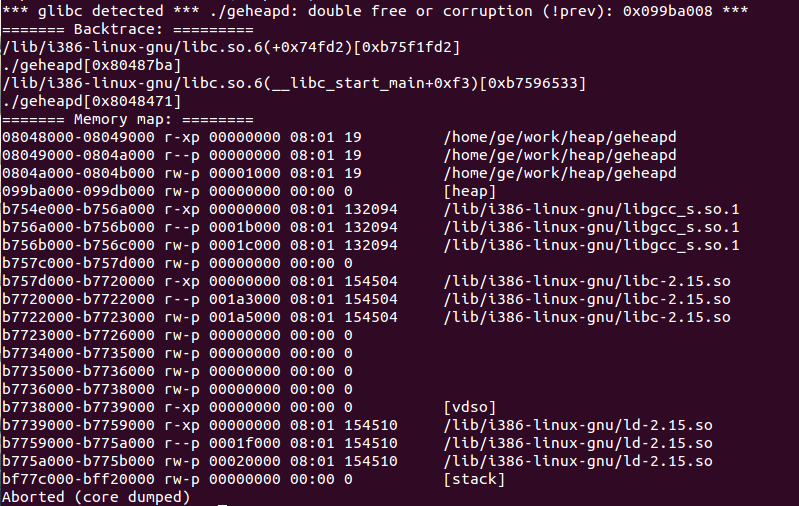 *** glibc detected *** ./geheapd: double free or corruption (!prev): 0x099ba008 ***
======= Backtrace: =========
/lib/i386-linux-gnu/libc.so.6(+0x74fd2)[0xb75f1fd2]
./geheapd[0x80487ba]
/lib/i386-linux-gnu/libc.so.6(__libc_start_main+0xf3)[0xb7596533]
./geheapd[0x8048471]
======= Memory map: ========
08048000-08049000 r-xp 00000000 08:01 19 /home/ge/work/heap/geheapd
08049000-0804a000 r--p 00000000 08:01 19 /home/ge/work/heap/geheapd
0804a000-0804b000 rw-p 00001000 08:01 19 /home/ge/work/heap/geheapd
099ba000-099db000 rw-p 00000000 00:00 0 [heap]
b754e000-b756a000 r-xp 00000000 08:01 132094 /lib/i386-linux-gnu/libgcc_s.so.1
b756a000-b756b000 r--p 0001b000 08:01 132094 /lib/i386-linux-gnu/libgcc_s.so.1
b756b000-b756c000 rw-p 0001c000 08:01 132094 /lib/i386-linux-gnu/libgcc_s.so.1
b757c000-b757d000 rw-p 00000000 00:00 0
b757d000-b7720000 r-xp 00000000 08:01 154504 /lib/i386-linux-gnu/libc-2.15.so
b7720000-b7722000 r--p 001a3000 08:01 154504 /lib/i386-linux-gnu/libc-2.15.so
b7722000-b7723000 rw-p 001a5000 08:01 154504 /lib/i386-linux-gnu/libc-2.15.so
b7723000-b7726000 rw-p 00000000 00:00 0
b7734000-b7735000 rw-p 00000000 00:00 0
b7735000-b7736000 rw-p 00000000 00:00 0
b7736000-b7738000 rw-p 00000000 00:00 0
b7738000-b7739000 r-xp 00000000 00:00 0 [vdso]
b7739000-b7759000 r-xp 00000000 08:01 154510 /lib/i386-linux-gnu/ld-2.15.so
b7759000-b775a000 r--p 0001f000 08:01 154510 /lib/i386-linux-gnu/ld-2.15.so
b775a000-b775b000 rw-p 00020000 08:01 154510 /lib/i386-linux-gnu/ld-2.15.so
bff7c000-bff20000 rw-p 00000000 00:00 0 [stack]
Aborted (core dumped)